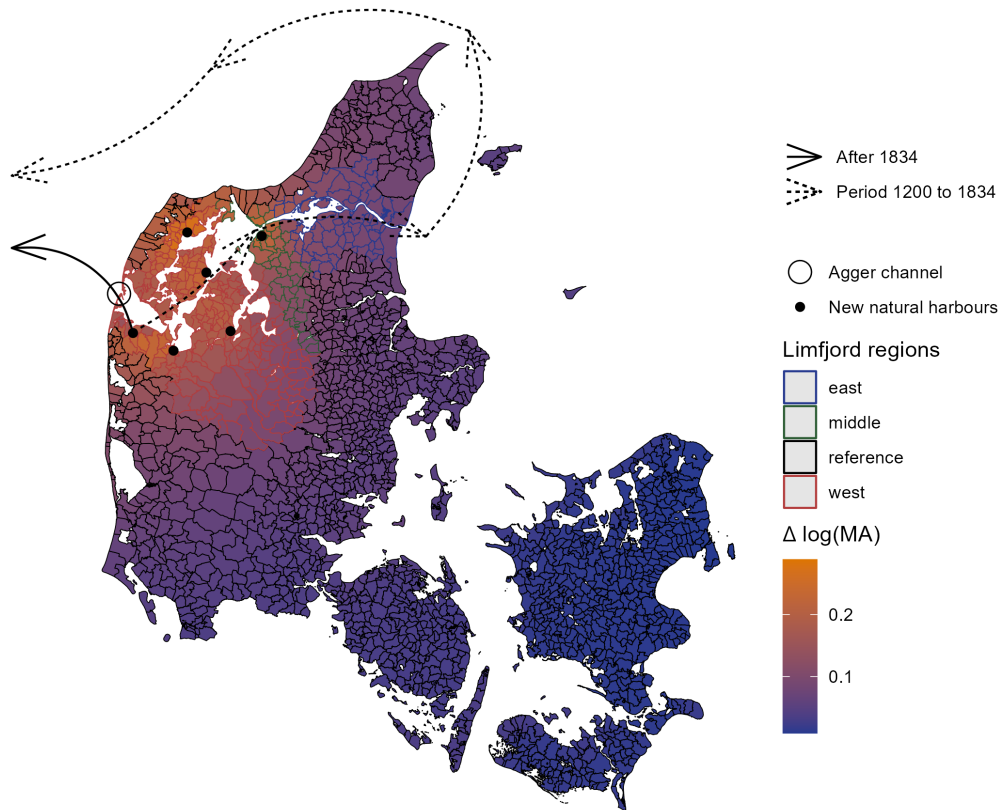 After 1834
Period 1200 to 1834
Agger channel
New natural harbours
Limfjord regions
east
middle
reference
west
Δ log(MA)
0.2
0.1